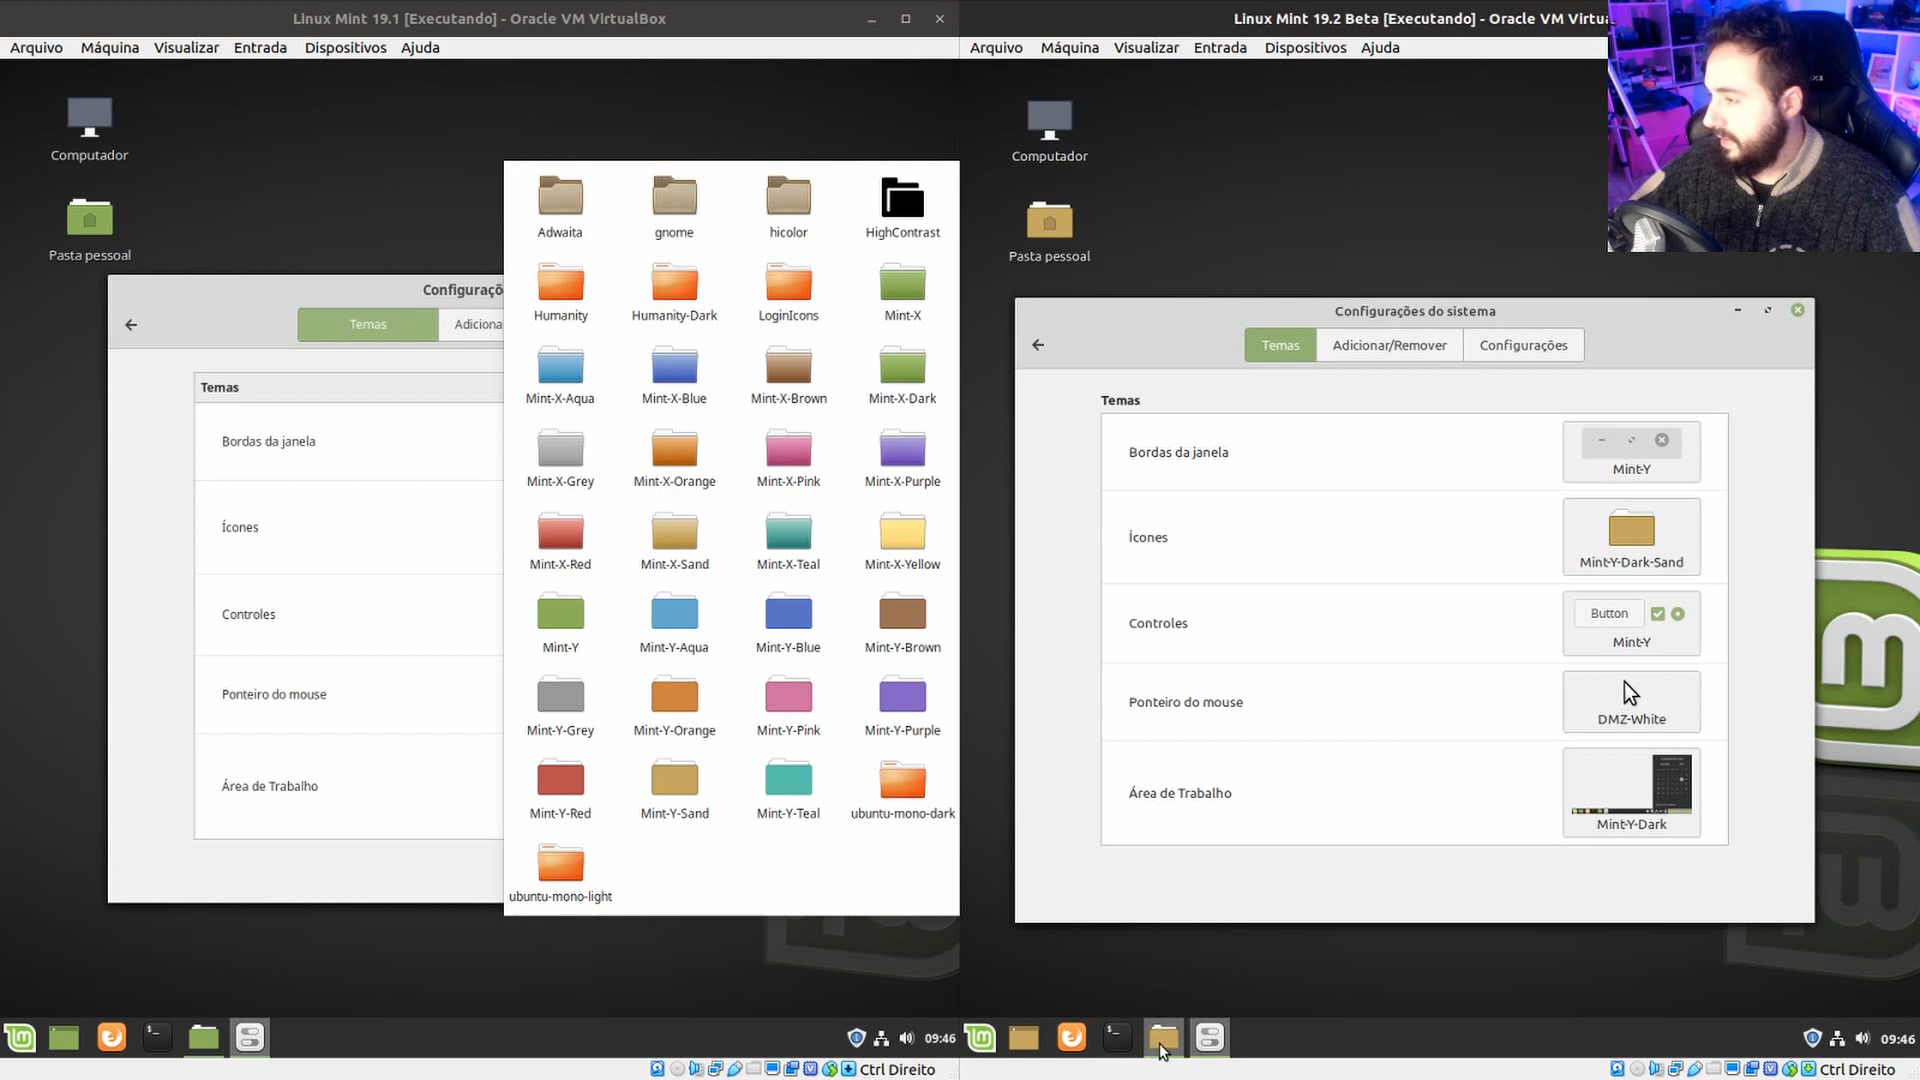 Linux Mint 19.1 [Executando] - Oracle VM VirtualBox
Arquivo Máquina Visualizar Entrada Dispositivos Ajuda
Computador
Pasta pessoal
Configuraçõ
Temas
Adiciona
Temas
Bordas da janela
Ícones
Controles
Ponteiro do mouse
Área de Trabalho
Adwaita gnome hicolor HighContrast
Humanity Humanity-Dark LoginIcons Mint-X
Mint-X-Aqua Mint-X-Blue Mint-X-Brown Mint-X-Dark
Mint-X-Grey Mint-X-Orange Mint-X-Pink Mint-X-Purple
Mint-X-Red Mint-X-Sand Mint-X-Teal Mint-X-Yellow
Mint-Y Mint-Y-Aqua Mint-Y-Blue Mint-Y-Brown
Mint-Y-Grey Mint-Y-Orange Mint-Y-Pink Mint-Y-Purple
Mint-Y-Red Mint-Y-Sand Mint-Y-Teal ubuntu-mono-dark
ubuntu-mono-light
09:46
Ctrl Direito
Linux Mint 19.2 Beta [Executando] - Oracle VM Virtua
Arquivo Máquina Visualizar Entrada Dispositivos Ajuda
Computador
Pasta pessoal
Configurações do sistema
Temas Adicionar/Remover Configurações
Temas
Bordas da janela
Mint-Y
Ícones
Mint-Y-Dark-Sand
Controles
Button
Mint-Y
Ponteiro do mouse
DMZ-White
Área de Trabalho
Mint-Y-Dark
09:46
Ctrl Direito